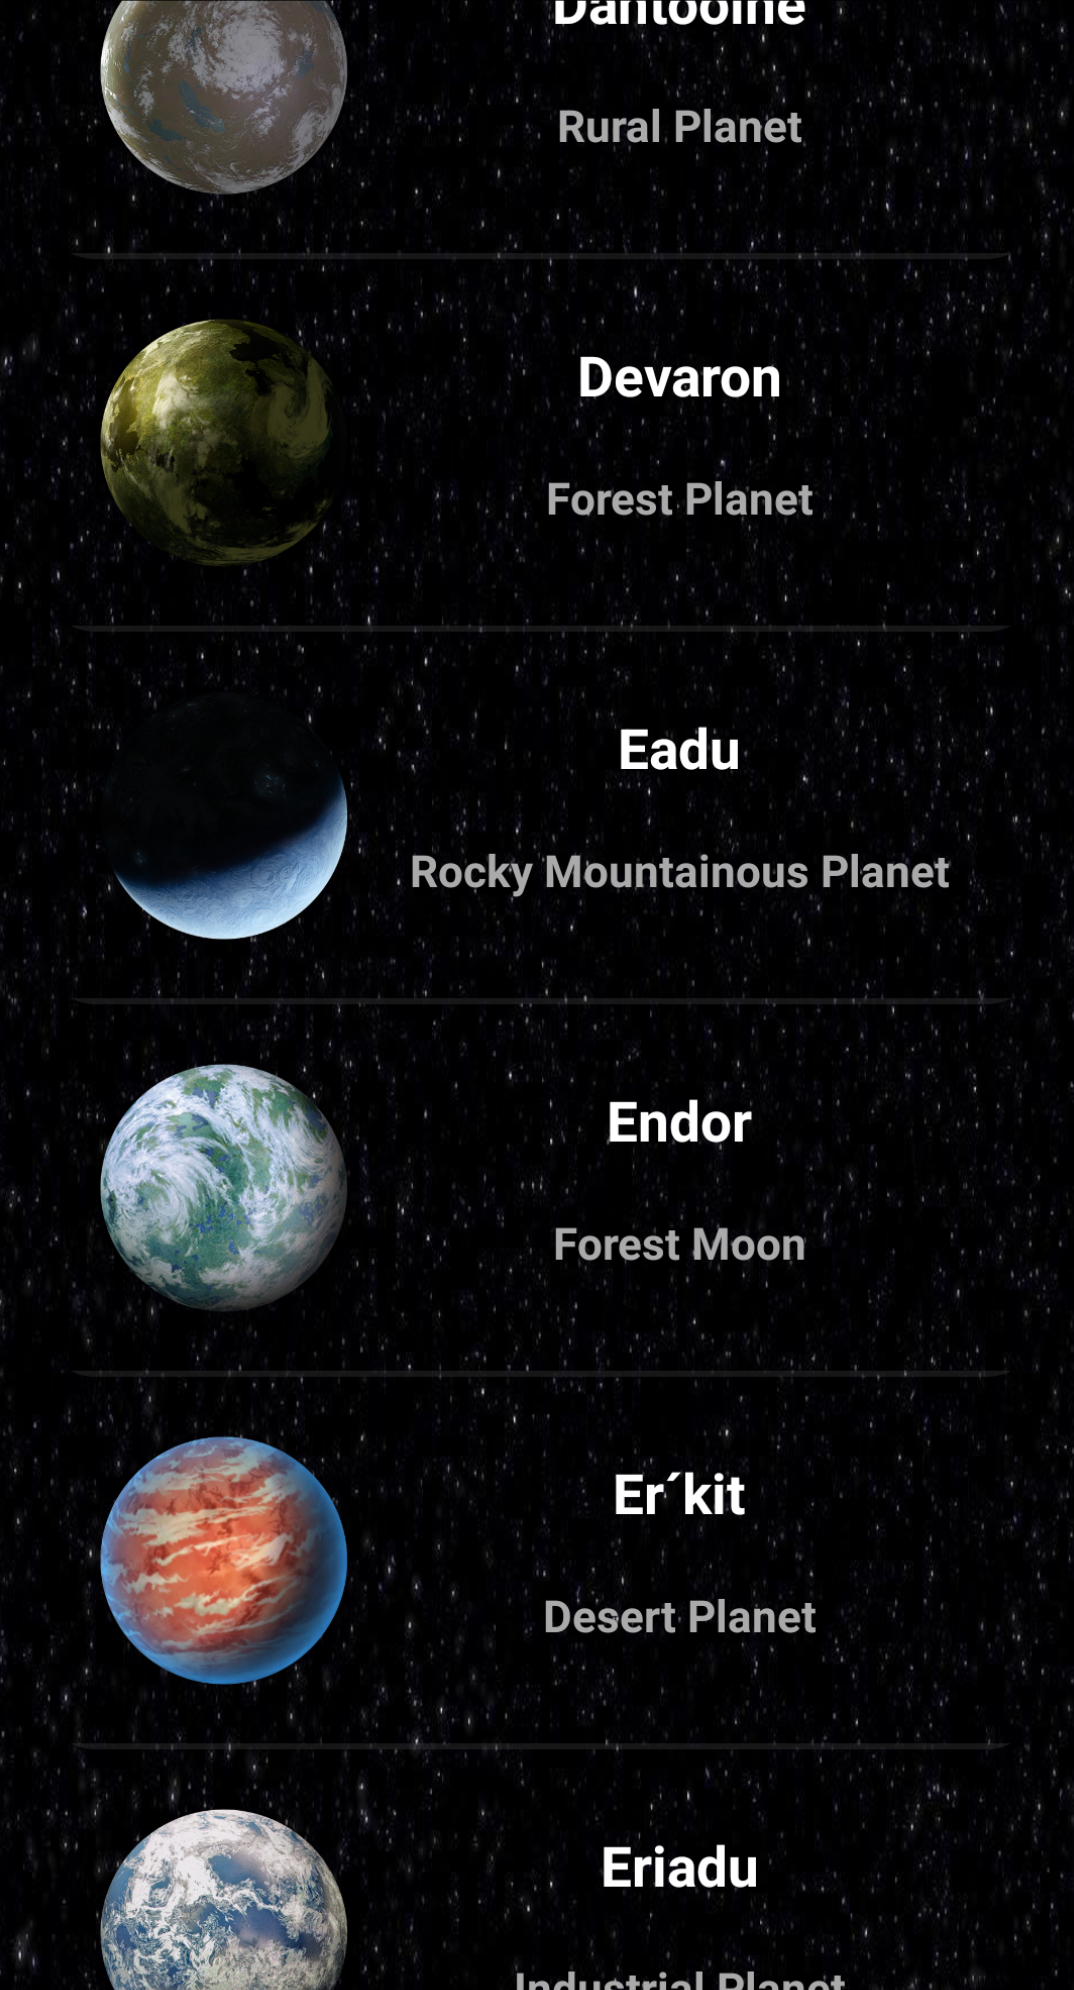 Dantooine
Rural Planet
Devaron
Forest Planet
Eadu
Rocky Mountainous Planet
Endor
Forest Moon
Er´kit
Desert Planet
Eriadu
Industrial Planet